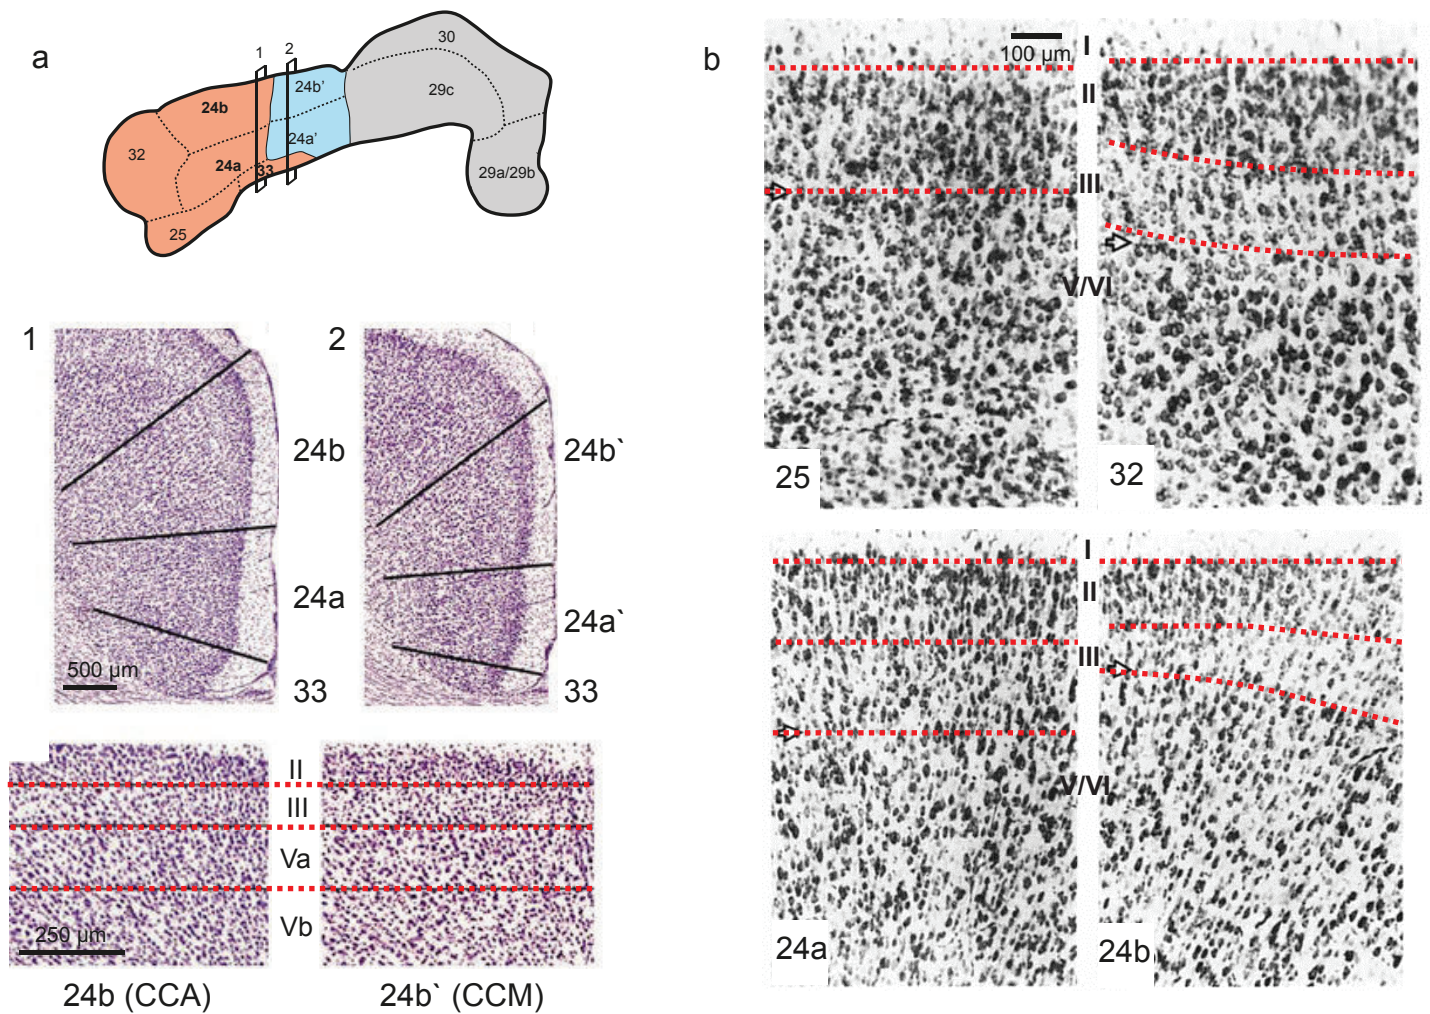 a
1
2
30
24b
24b’
29c
32
24a
24a’
33
29a/29b
25
1
2
24b
24b`
24a
24a`
500 µm
33
33
II
III
Va
Vb
250 µm
24b (CCA)
24b` (CCM)
b
100 µm
I
II
III
V/VI
25
32
I
II
III
V/VI
24a
24b